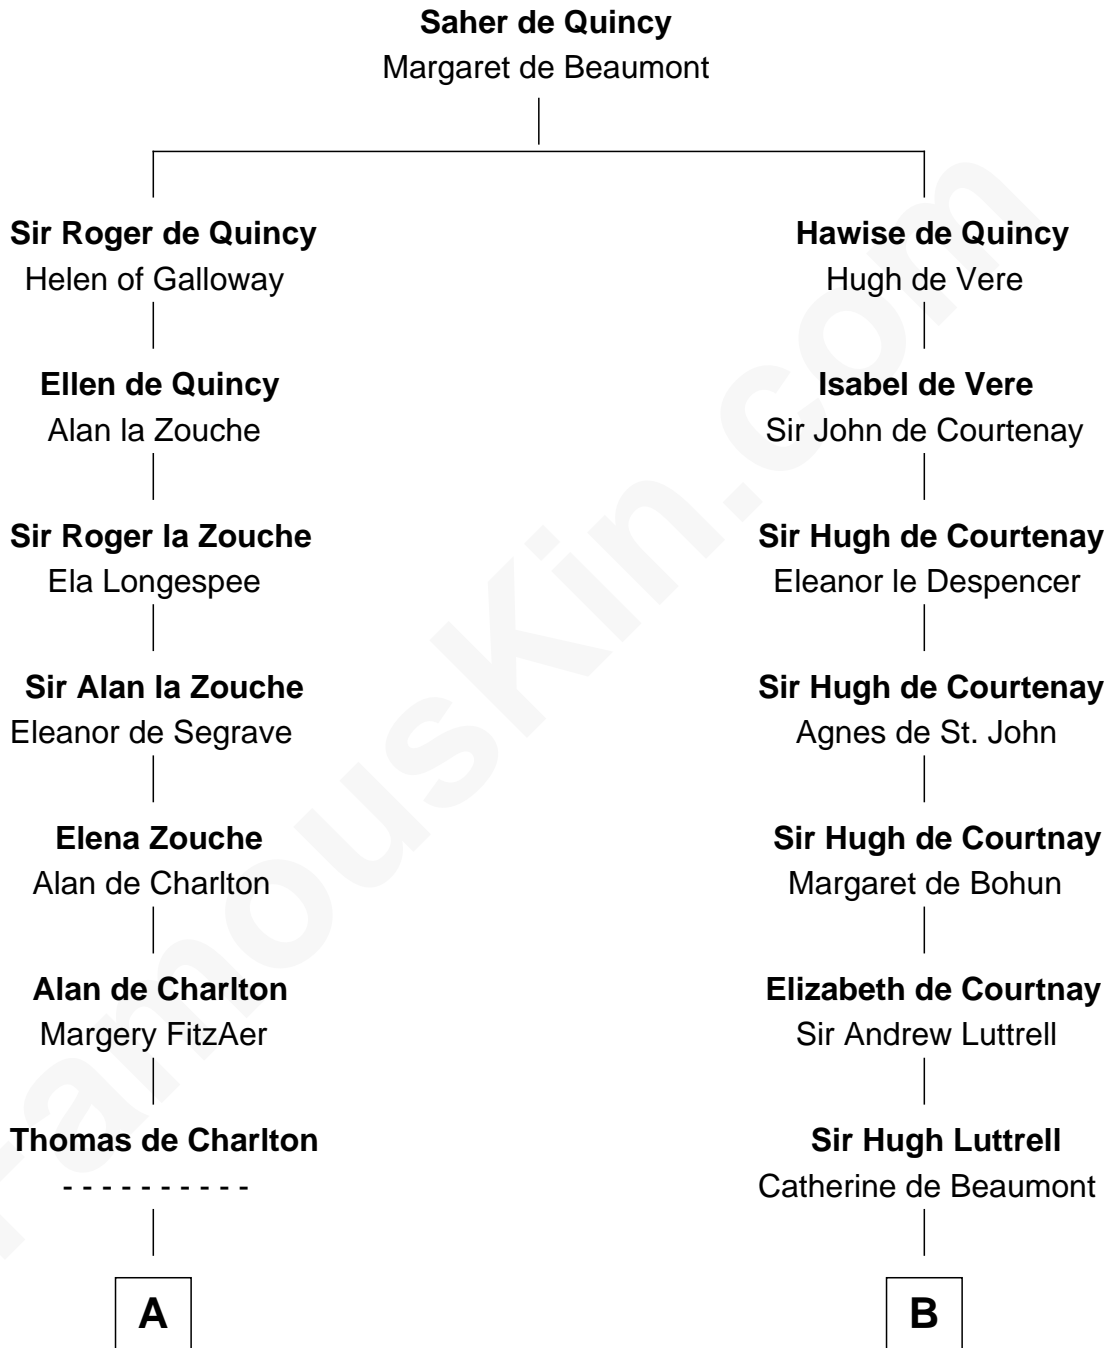 Saher de Quincy
Margaret de Beaumont
Sir Roger de Quincy
Helen of Galloway
Hawise de Quincy
Hugh de Vere
Ellen de Quincy
Alan la Zouche
Isabel de Vere
Sir John de Courtenay
Sir Roger la Zouche
Ela Longespee
Sir Hugh de Courtenay
Eleanor le Despencer
Sir Alan la Zouche
Eleanor de Segrave
Sir Hugh de Courtenay
Agnes de St. John
Elena Zouche
Alan de Charlton
Sir Hugh de Courtnay
Margaret de Bohun
Alan de Charlton
Margery FitzAer
Elizabeth de Courtnay
Sir Andrew Luttrell
Thomas de Charlton
- - - - - - - - - -
Sir Hugh Luttrell
Catherine de Beaumont
A
B
FamousKin.com